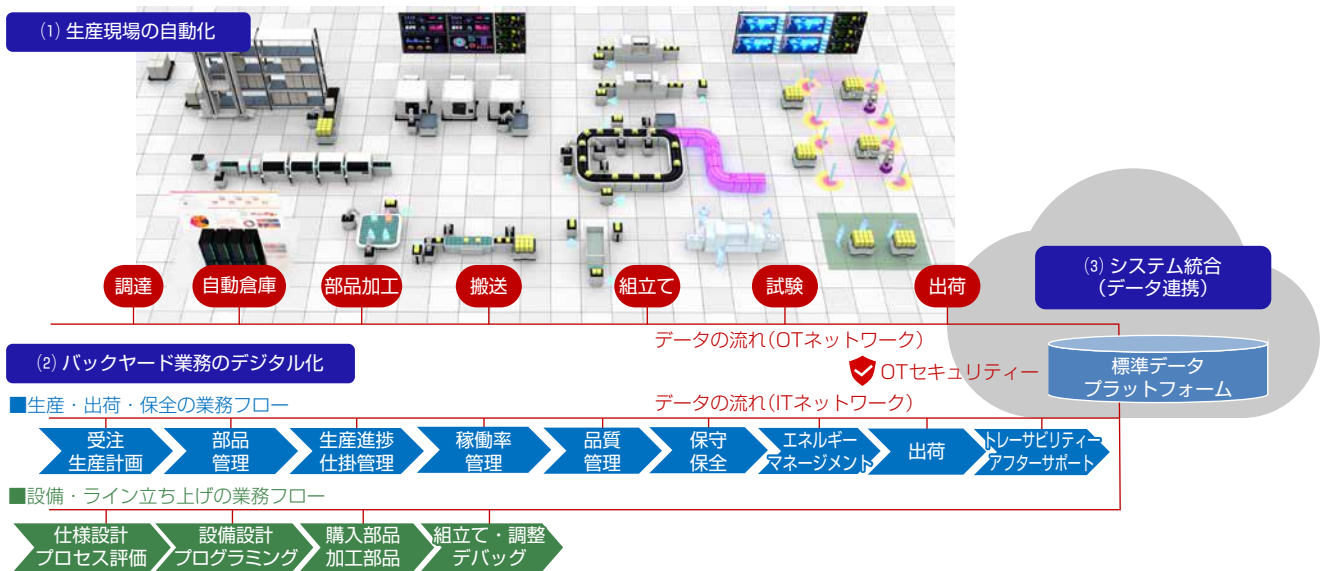 (1) 生産現場の自動化
調達
自動倉庫
部品加工
搬送
組立て
試験
出荷
(3) システム統合
（データ連携）
データの流れ(OTネットワーク)
(2) バックヤード業務のデジタル化
OTセキュリティー
標準データ
プラットフォーム
■生産・出荷・保全の業務フロー
データの流れ(ITネットワーク)
受注
生産計画
部品
管理
生産進捗
仕掛管理
稼働率
管理
品質
管理
保守
保全
エネルギー
マネージメント
出荷
トレーサビリティー
アフターサポート
■設備・ライン立ち上げの業務フロー
仕様設計
プロセス評価
設備設計
プログラミング
購入部品
加工部品
組立て・調整
デバッグ